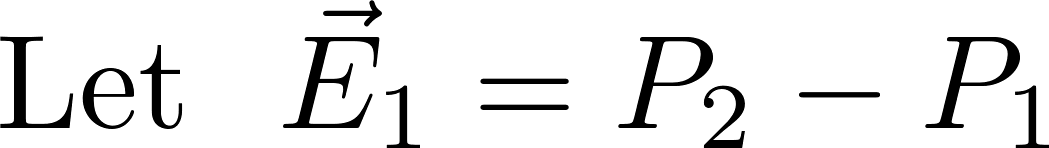 Let $\vec{E}_1 = P_2 - P_1$